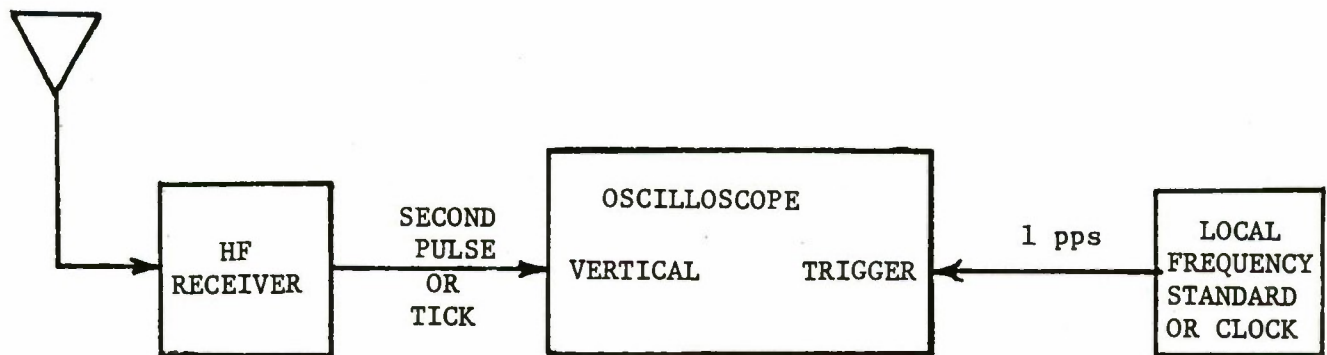 HF
RECEIVER
SECOND
PULSE
OR
TICK
OSCILLOSCOPE
VERTICAL
TRIGGER
1 pps
LOCAL
FREQUENCY
STANDARD
OR CLOCK